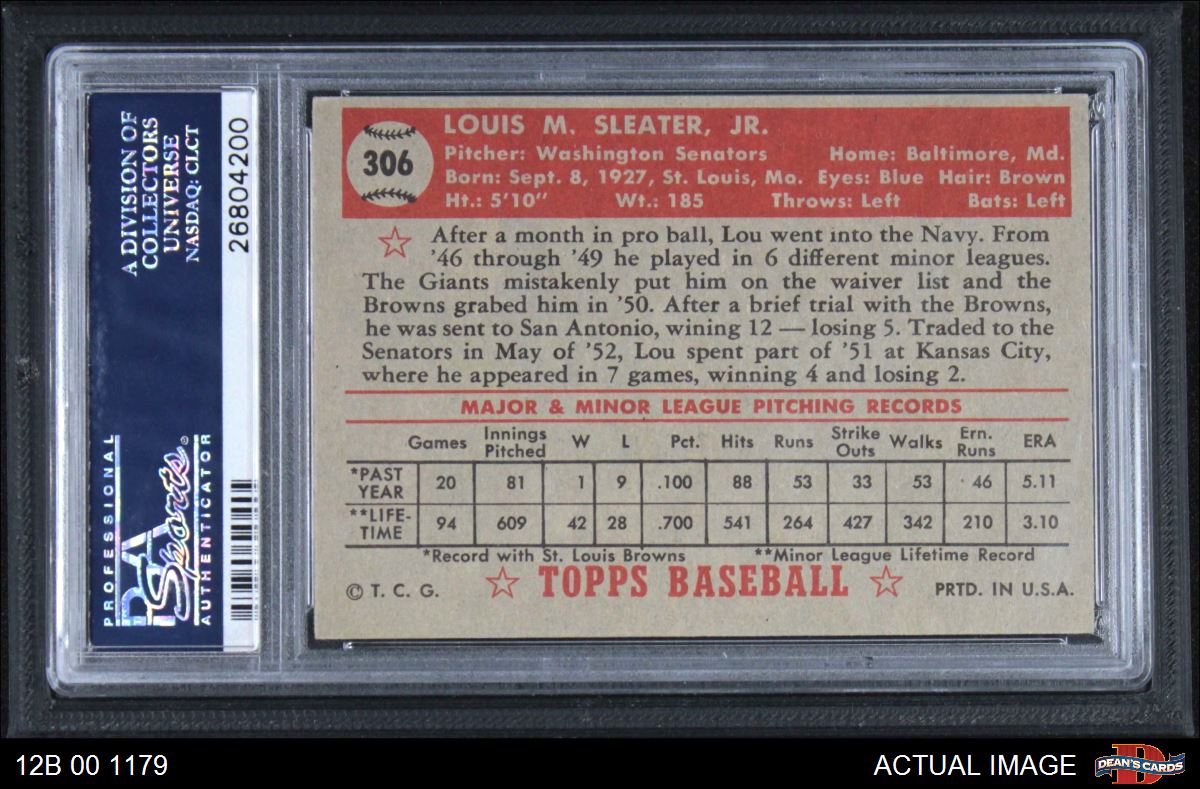 A DIVISION OF
COLLECTORS
UNIVERSE
NASDAQ: CLCT
26804200
PROFESSIONAL
PSA
Sports
AUTHENTICATOR
306
LOUIS M. SLEATER, JR.
Pitcher: Washington Senators Home: Baltimore, Md.
Born: Sept. 8, 1927, St. Louis, Mo. Eyes: Blue Hair: Brown
Ht.: 5'10" Wt.: 185 Throws: Left Bats: Left
After a month in pro ball, Lou went into the Navy. From
'46 through '49 he played in 6 different minor leagues.
The Giants mistakenly put him on the waiver list and the
Browns grabed him in '50. After a brief trial with the Browns,
he was sent to San Antonio, wining 12 — losing 5. Traded to the
Senators in May of '52, Lou spent part of '51 at Kansas City,
where he appeared in 7 games, winning 4 and losing 2.
MAJOR & MINOR LEAGUE PITCHING RECORDS
Games Innings Pitched W L Pct. Hits Runs Strike Outs Walks Ern. Runs ERA
*PAST YEAR 20 81 1 9 .100 88 53 33 53 46 5.11
**LIFE-TIME 94 609 42 28 .700 541 264 427 342 210 3.10
*Record with St. Louis Browns **Minor League Lifetime Record
© T. C. G. TOPPS BASEBALL PRTD. IN U.S.A.
12B 00 1179 ACTUAL IMAGE DEAN'S CARDS